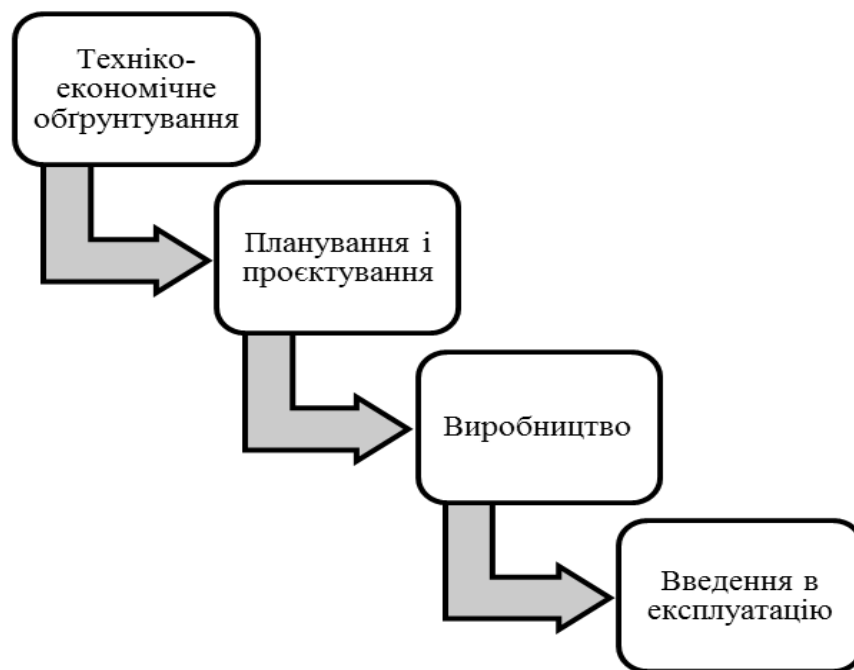 Техніко-
економічне
обґрунтування
Планування і
проєктування
Виробництво
Введення в
експлуатацію